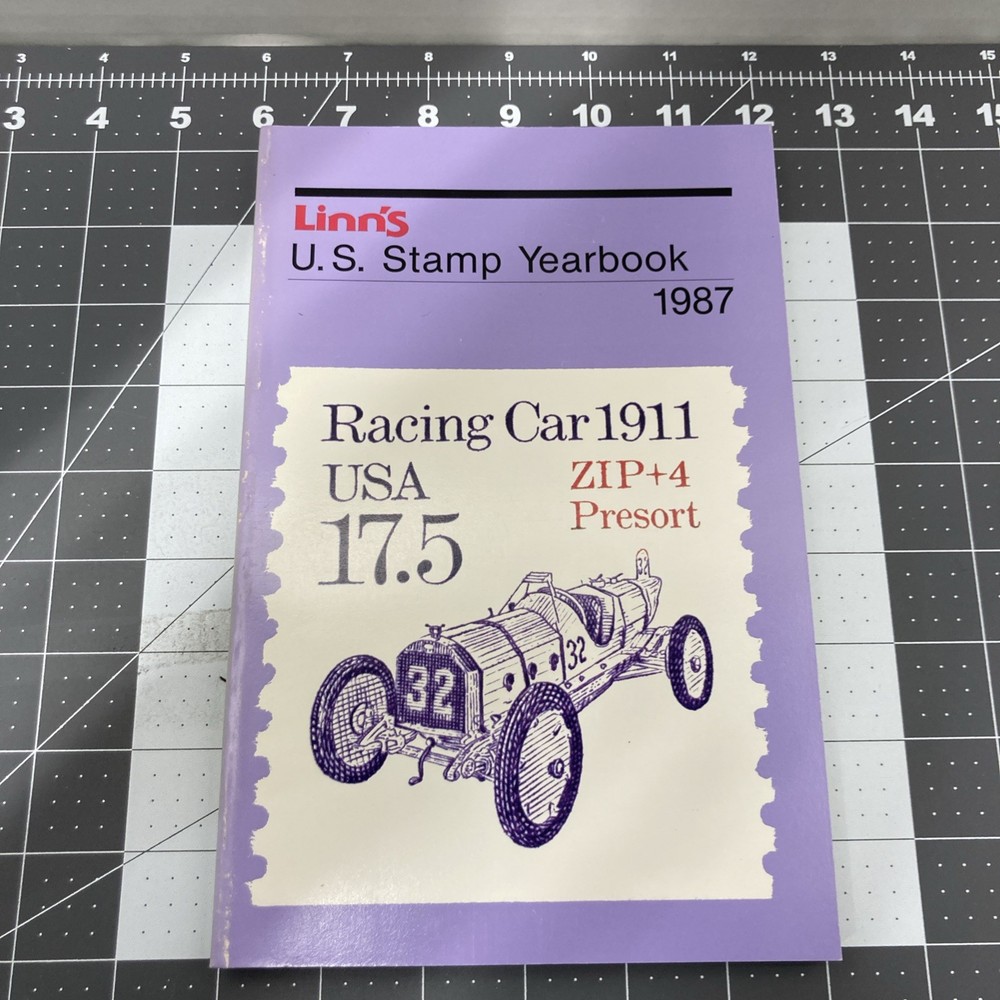 3 4 5 6 7 8 9 10 11 12 13 14 15
3 4 5 6 7 8 9 10 11 12 13 14
Linn's
U.S. Stamp Yearbook
1987
Racing Car 1911
USA
ZIP+4
17.5
Presort
32
32
32